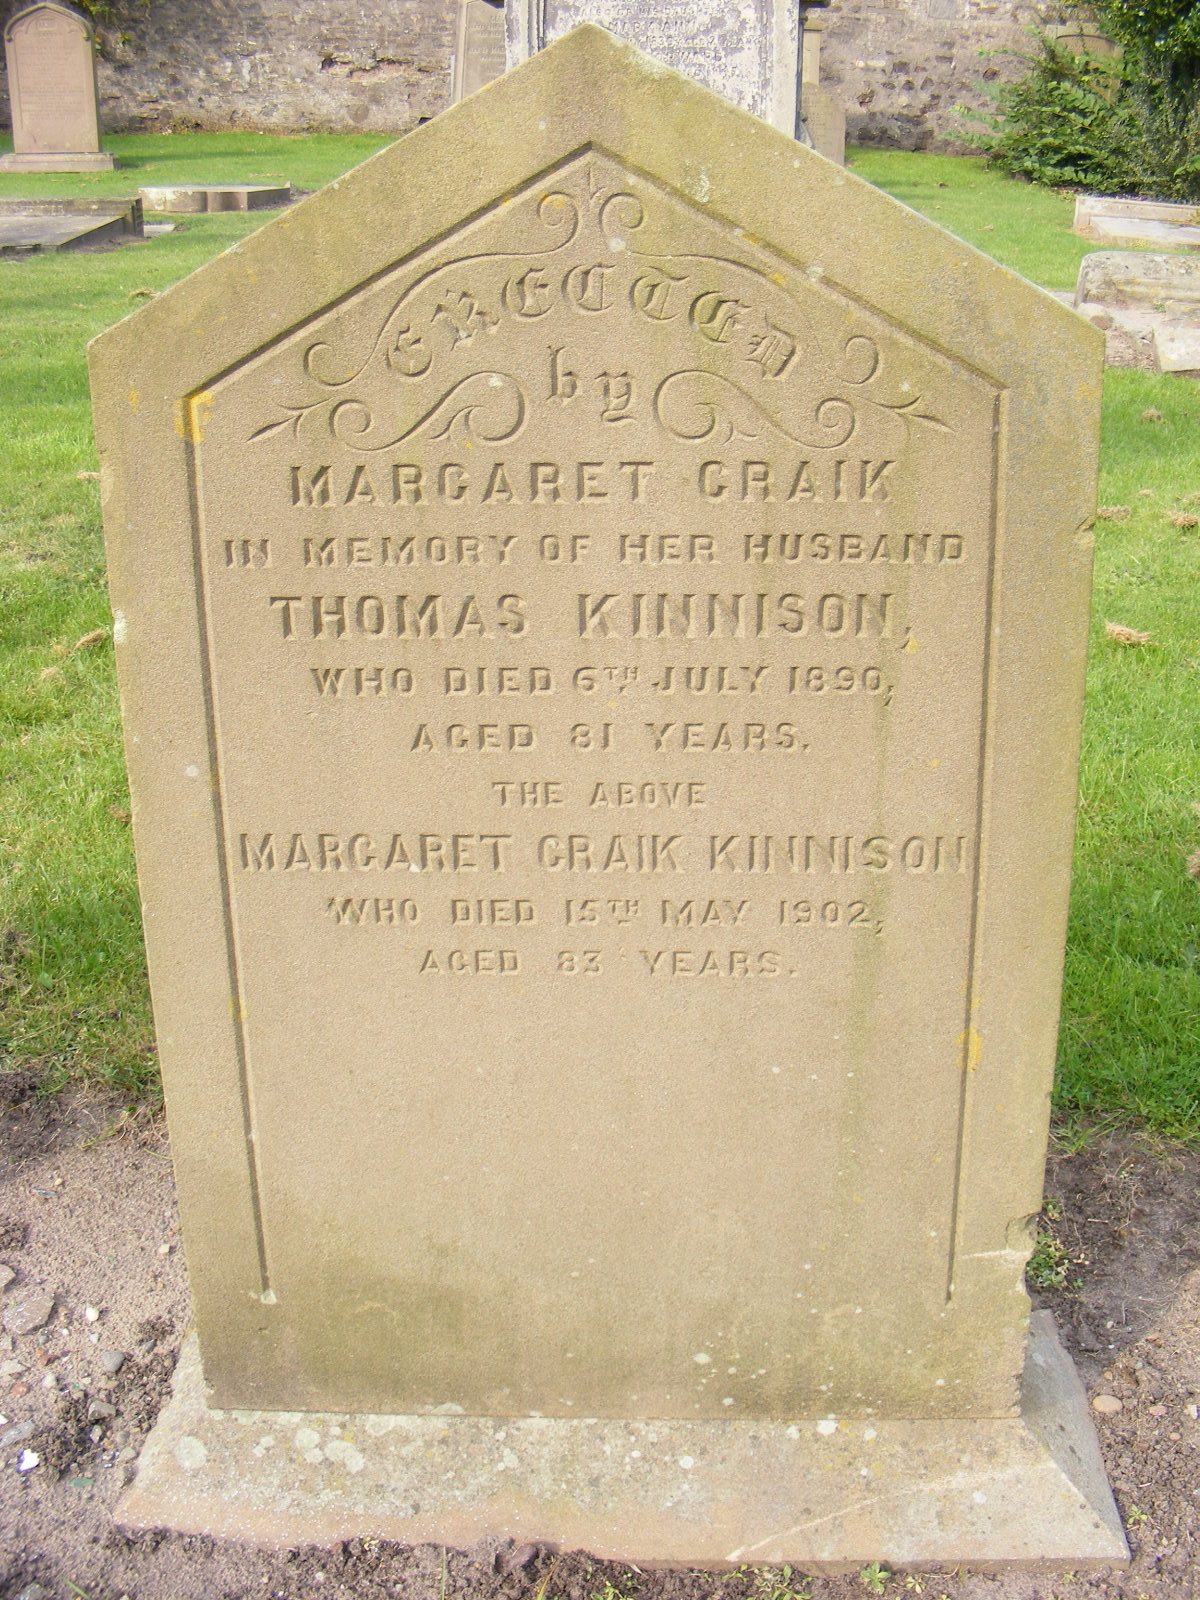 ERECTED
by
MARGARET CRAIK
IN MEMORY OF HER HUSBAND
THOMAS KINNISON,
WHO DIED 6TH JULY 1890,
AGED 81 YEARS.
THE ABOVE
MARGARET CRAIK KINNISON
WHO DIED 15TH MAY 1902,
AGED 83 YEARS.